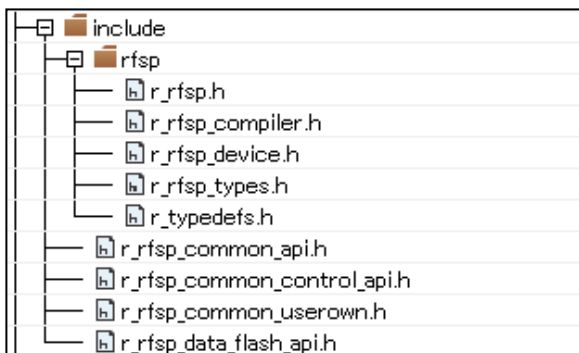 include
rfsp
r_rfsp.h
r_rfsp_compiler.h
r_rfsp_device.h
r_rfsp_types.h
r_typedefs.h
r_rfsp_common_api.h
r_rfsp_common_control_api.h
r_rfsp_common_userown.h
r_rfsp_data_flash_api.h